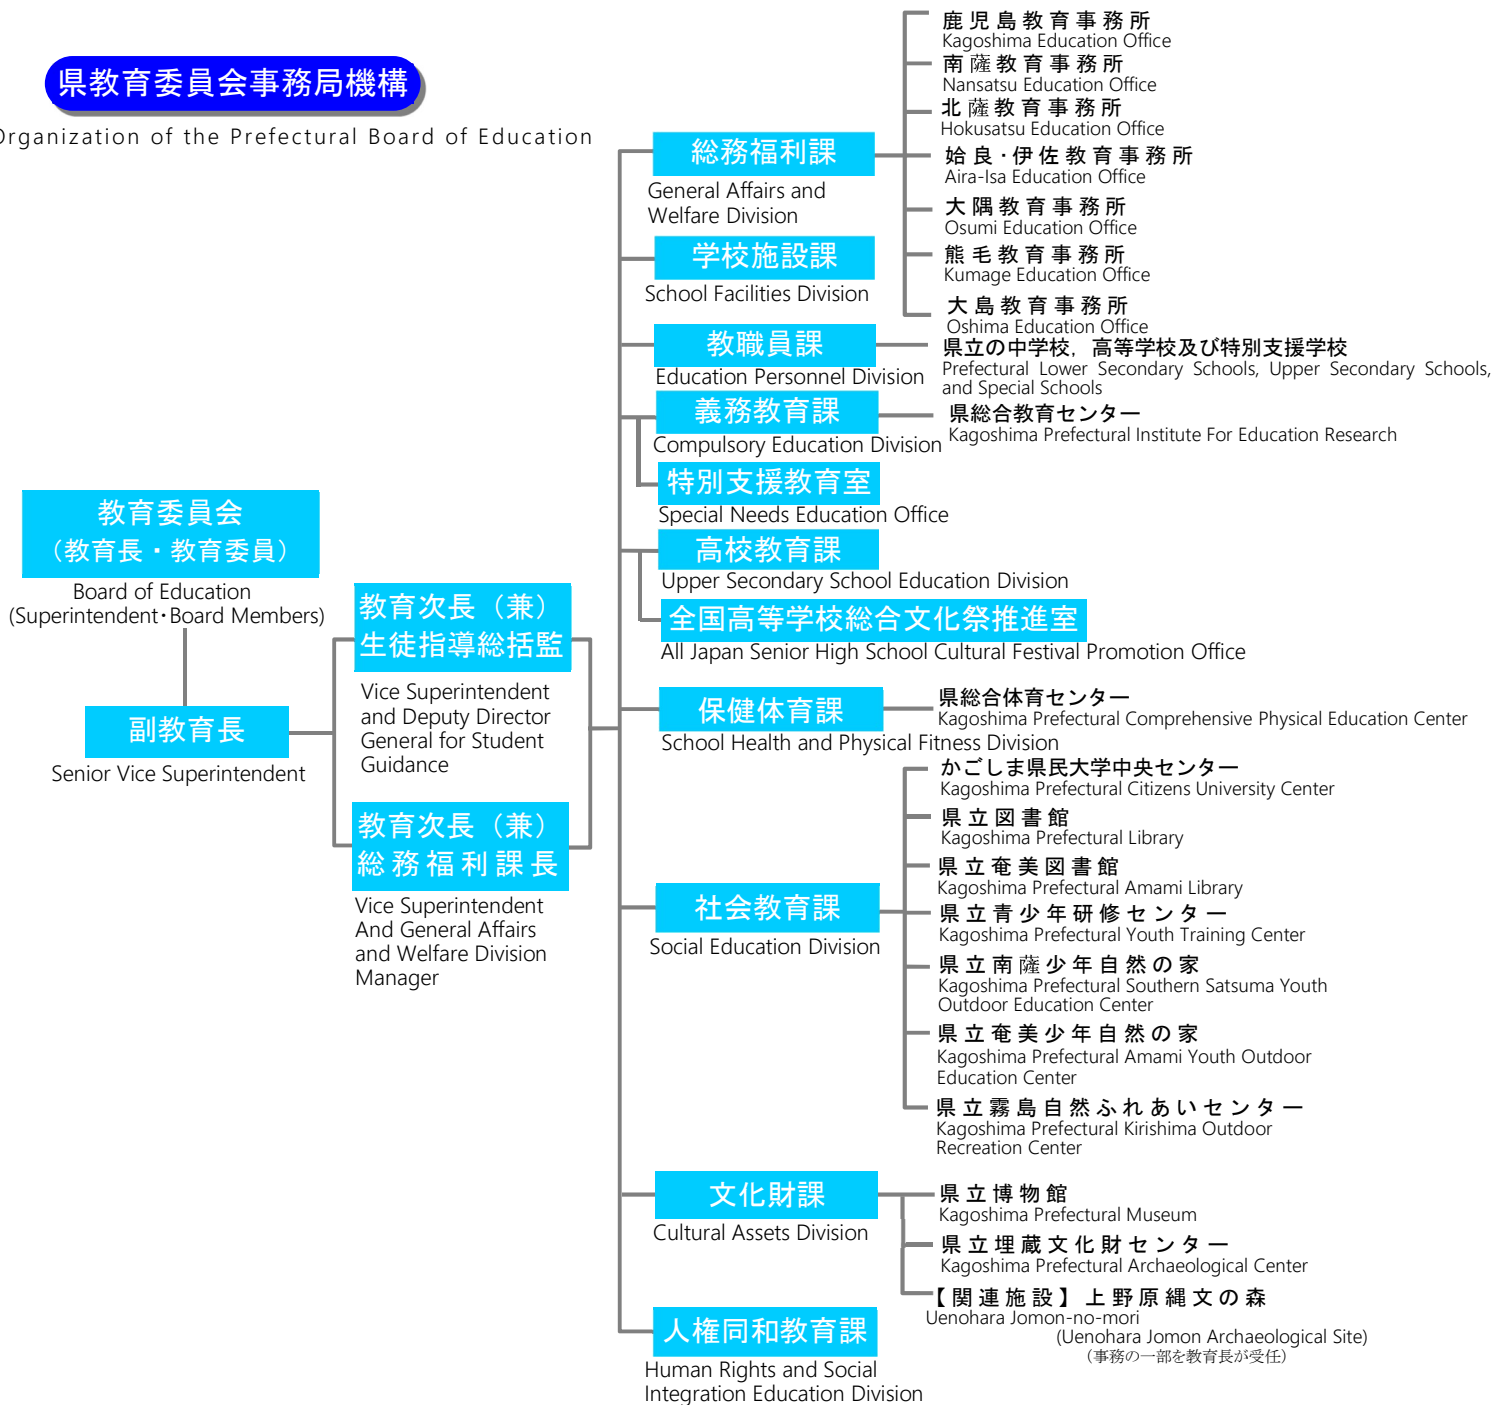 県教育委員会事務局機構
Organization of the Prefectural Board of Education
教育委員会
（教育長・教育委員）
Board of Education
(Superintendent・Board Members)
副教育長
Senior Vice Superintendent
教育次長（兼）
生徒指導総括監
Vice Superintendent
and Deputy Director
General for Student
Guidance
教育次長（兼）
総務福利課長
Vice Superintendent
And General Affairs
and Welfare Division
Manager
総務福利課
General Affairs and
Welfare Division
鹿児島教育事務所
Kagoshima Education Office
南薩教育事務所
Nansatsu Education Office
北薩教育事務所
Hokusatsu Education Office
姶良・伊佐教育事務所
Aira-Isa Education Office
大隅教育事務所
Osumi Education Office
熊毛教育事務所
Kumage Education Office
大島教育事務所
Oshima Education Office
学校施設課
School Facilities Division
教職員課
Education Personnel Division
県立の中学校，高等学校及び特別支援学校
Prefectural Lower Secondary Schools, Upper Secondary Schools,
and Special Schools
義務教育課
Compulsory Education Division
県総合教育センター
Kagoshima Prefectural Institute For Education Research
特別支援教育室
Special Needs Education Office
高校教育課
Upper Secondary School Education Division
全国高等学校総合文化祭推進室
All Japan Senior High School Cultural Festival Promotion Office
保健体育課
School Health and Physical Fitness Division
県総合体育センター
Kagoshima Prefectural Comprehensive Physical Education Center
社会教育課
Social Education Division
かごしま県民大学中央センター
Kagoshima Prefectural Citizens University Center
県立図書館
Kagoshima Prefectural Library
県立奄美図書館
Kagoshima Prefectural Amami Library
県立青少年研修センター
Kagoshima Prefectural Youth Training Center
県立南薩少年自然の家
Kagoshima Prefectural Southern Satsuma Youth
Outdoor Education Center
県立奄美少年自然の家
Kagoshima Prefectural Amami Youth Outdoor
Education Center
県立霧島自然ふれあいセンター
Kagoshima Prefectural Kirishima Outdoor
Recreation Center
文化財課
Cultural Assets Division
県立博物館
Kagoshima Prefectural Museum
県立埋蔵文化財センター
Kagoshima Prefectural Archaeological Center
【関連施設】上野原縄文の森
Uenohara Jomon-no-mori
(Uenohara Jomon Archaeological Site)
（事務の一部を教育長が受任）
人権同和教育課
Human Rights and Social
Integration Education Division